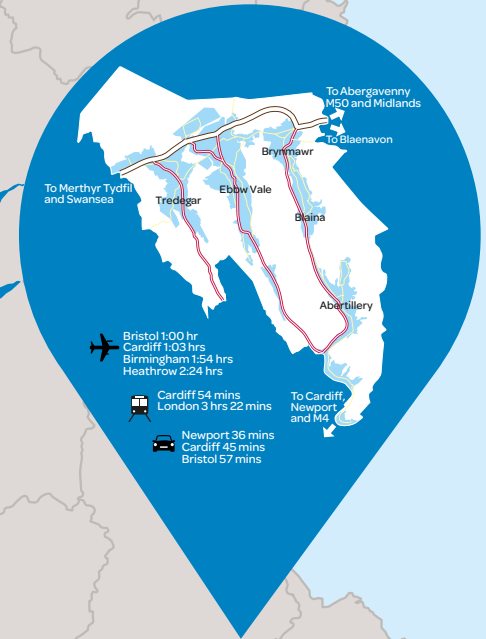 To Abergavenny
M50 and Midlands
To Blaenavon
Brynmawr
To Merthyr Tydfil
and Swansea
Ebbw Vale
Tredegar
Blaina
Abertillery
Bristol 1:00 hr
Cardiff 1:03 hrs
Birmingham 1:54 hrs
Heathrow 2:24 hrs
Cardiff 54 mins
London 3 hrs 22 mins
To Cardiff,
Newport
and M4
Newport 36 mins
Cardiff 45 mins
Bristol 57 mins